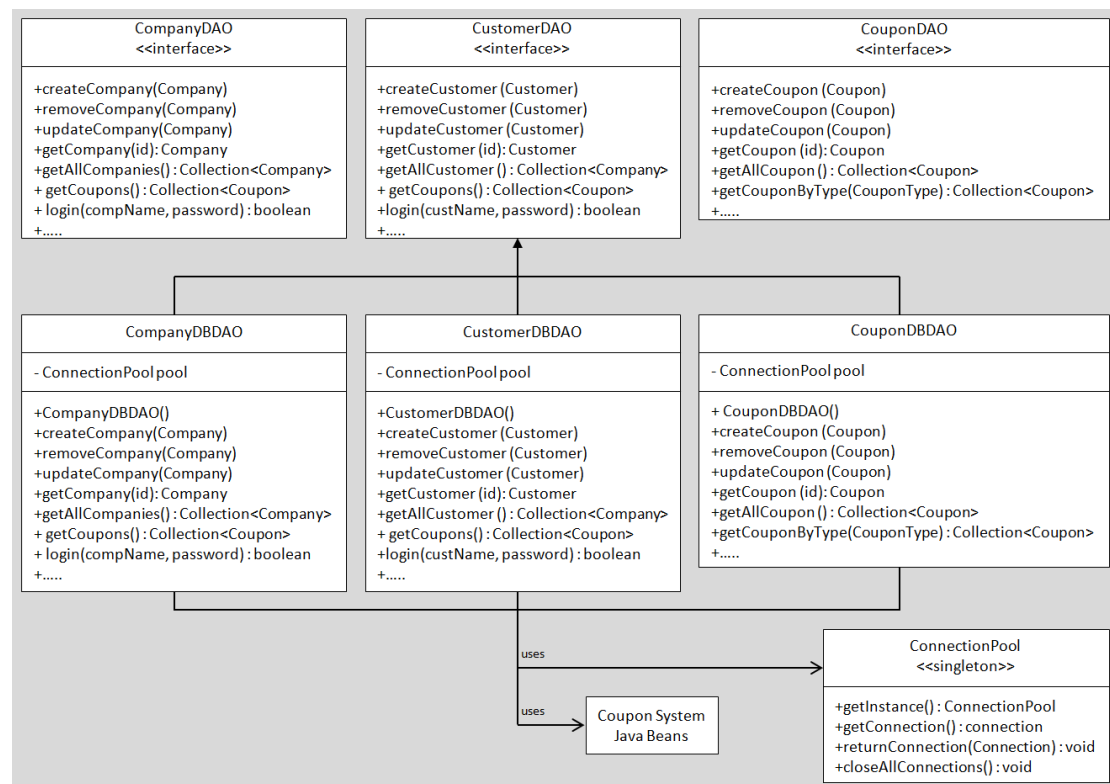 CompanyDAO
<<interface>>
+createCompany(Company)
+removeCompany(Company)
+updateCompany(Company)
+getCompany(id): Company
+getAllCompanies() : Collection<Company>
+ getCoupons() : Collection<Coupon>
+ login(compName, password) : boolean
+.....
CustomerDAO
<<interface>>
+createCustomer (Customer)
+removeCustomer (Customer)
+updateCustomer (Customer)
+getCustomer (id): Customer
+getAllCustomer () : Collection<Company>
+ getCoupons() : Collection<Coupon>
+login(custName, password) : boolean
+.....
CouponDAO
<<interface>>
+createCoupon (Coupon)
+removeCoupon (Coupon)
+updateCoupon (Coupon)
+getCoupon (id): Coupon
+getAllCoupon () : Collection<Coupon>
+getCouponByType(CouponType) : Collection<Coupon>
+.....
CompanyDBDAO
- ConnectionPool pool
+CompanyDBDAO()
+createCompany(Company)
+removeCompany(Company)
+updateCompany(Company)
+getCompany(id): Company
+getAllCompanies() : Collection<Company>
+ getCoupons() : Collection<Coupon>
+ login(compName, password) : boolean
+.....
CustomerDBDAO
- ConnectionPool pool
+CustomerDBDAO()
+createCustomer (Customer)
+removeCustomer (Customer)
+updateCustomer (Customer)
+getCustomer (id): Customer
+getAllCustomer () : Collection<Company>
+ getCoupons() : Collection<Coupon>
+login(custName, password) : boolean
+.....
CouponDBDAO
- ConnectionPool pool
+ CouponDBDAO()
+createCoupon (Coupon)
+removeCoupon (Coupon)
+updateCoupon (Coupon)
+getCoupon (id): Coupon
+getAllCoupon () : Collection<Coupon>
+getCouponByType(CouponType) : Collection<Coupon>
+.....
uses
ConnectionPool
<<singleton>>
+getInstance() : ConnectionPool
+getConnection() : connection
+returnConnection(Connection) : void
+closeAllConnections() : void
uses
Coupon System
Java Beans